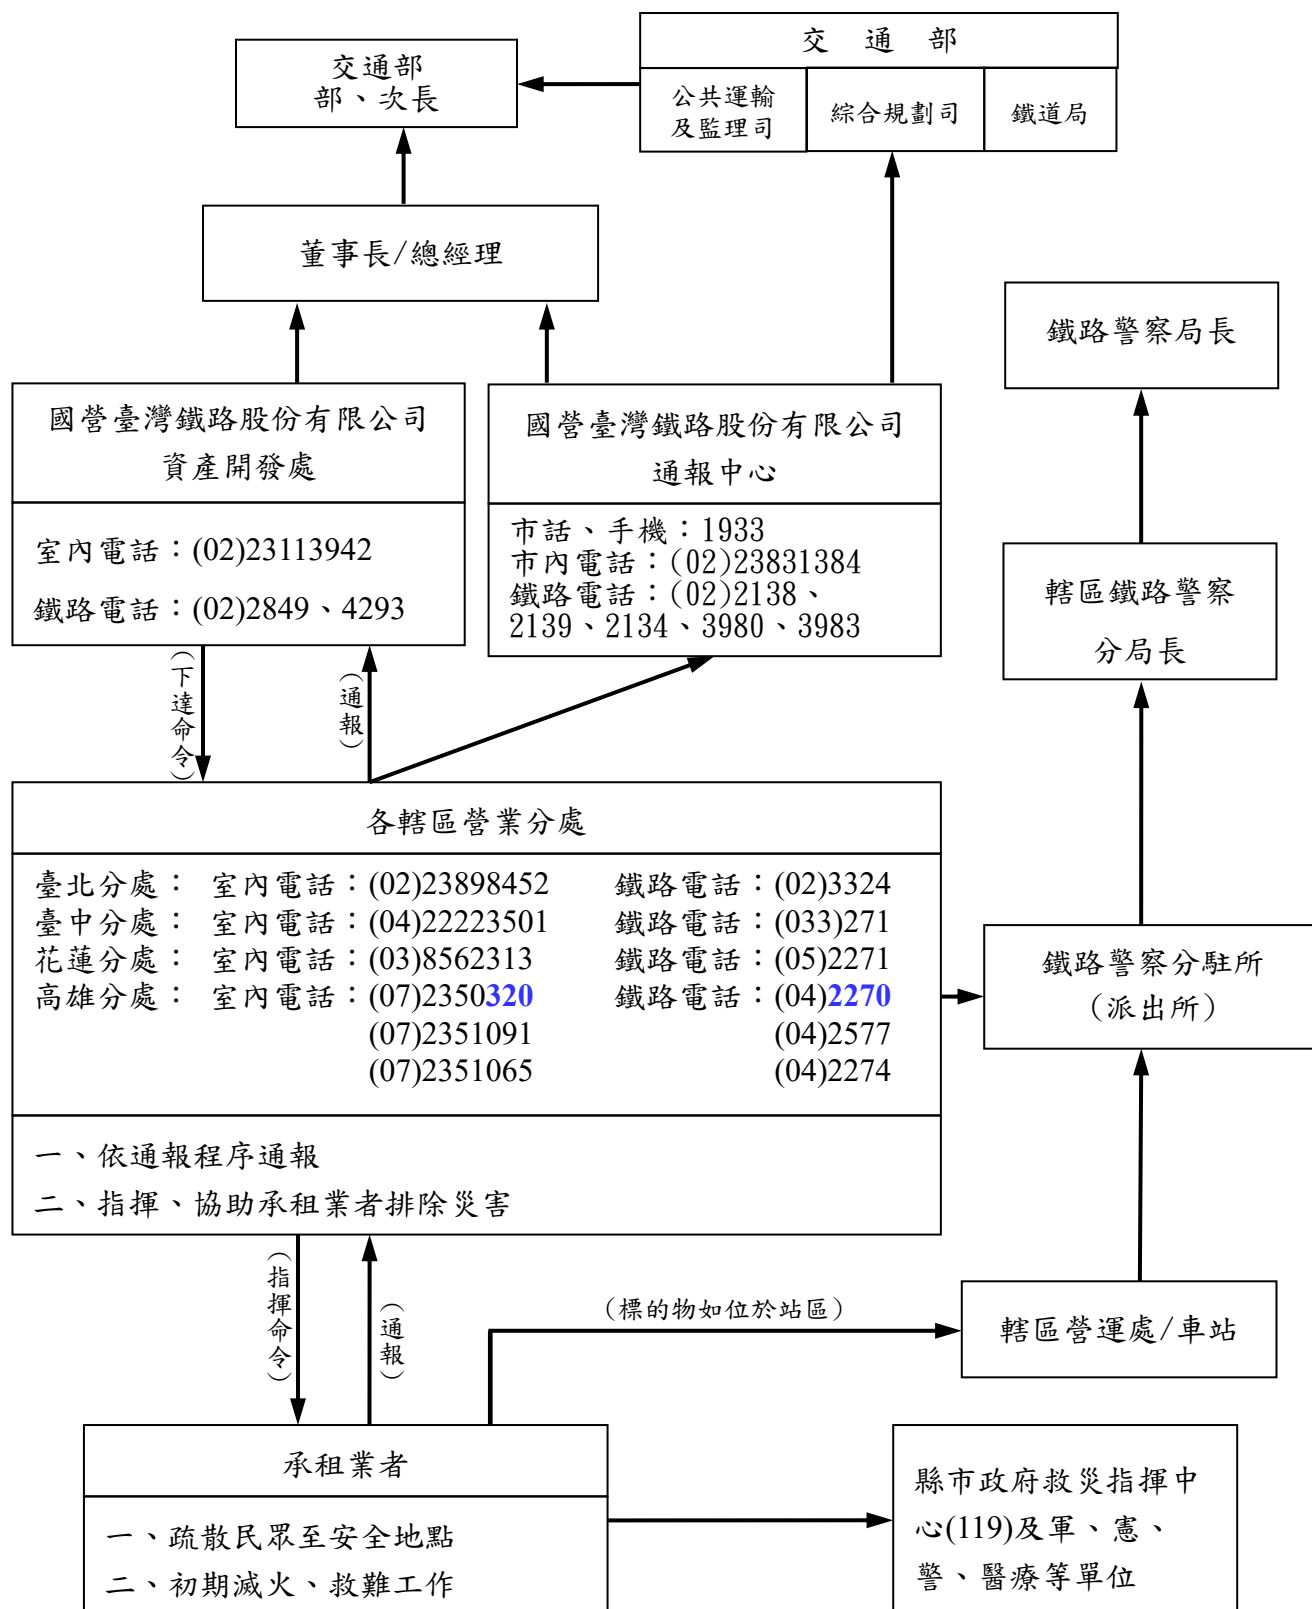 交通部
交通部
部、次長
公共運輸
及監理司
綜合規劃司
鐵道局
董事長/總經理
鐵路警察局長
國營臺灣鐵路股份有限公司
資產開發處
室內電話：(02)23113942
鐵路電話：(02)2849、4293
國營臺灣鐵路股份有限公司
通報中心
市話、手機：1933
市內電話：(02)23831384
鐵路電話：(02)2138、
2139、2134、3980、3983
轄區鐵路警察
分局長
(下達命令)
(通報)
各轄區營業分處
臺北分處： 室內電話：(02)23898452 鐵路電話：(02)3324
臺中分處： 室內電話：(04)22223501 鐵路電話：(033)271
花蓮分處： 室內電話：(03)8562313 鐵路電話：(05)2271
高雄分處： 室內電話：(07)2350320 鐵路電話：(04)2270
(07)2351091 (04)2577
(07)2351065 (04)2274
一、依通報程序通報
二、指揮、協助承租業者排除災害
鐵路警察分駐所
（派出所）
(指揮命令)
(通報)
（標的物如位於站區）
轄區營運處/車站
承租業者
一、疏散民眾至安全地點
二、初期滅火、救難工作
縣市政府救災指揮中
心(119)及軍、憲、
警、醫療等單位